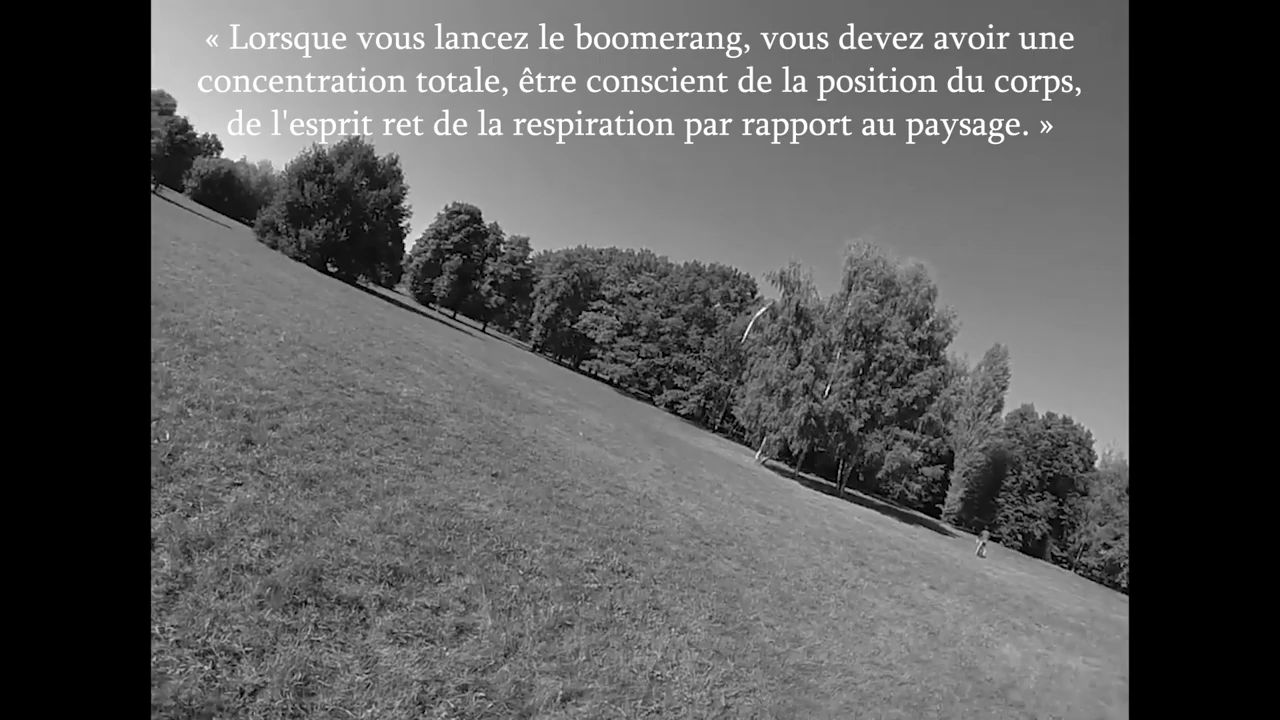 « Lorsque vous lancez le boomerang, vous devez avoir une
concentration totale, être conscient de la position du corps,
de l'esprit ret de la respiration par rapport au paysage. »